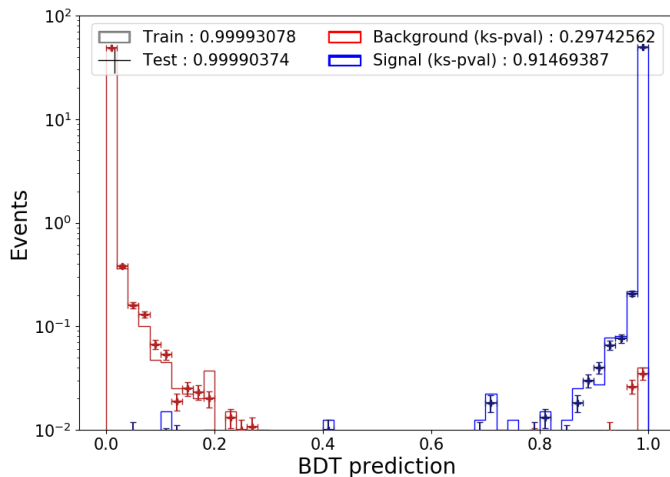 Train : 0.99993078
Test : 0.99990374
Background (ks-pval) : 0.29742562
Signal (ks-pval) : 0.91469387
Events
10²
10¹
10⁰
10⁻¹
10⁻²
0.0 0.2 0.4 0.6 0.8 1.0
BDT prediction